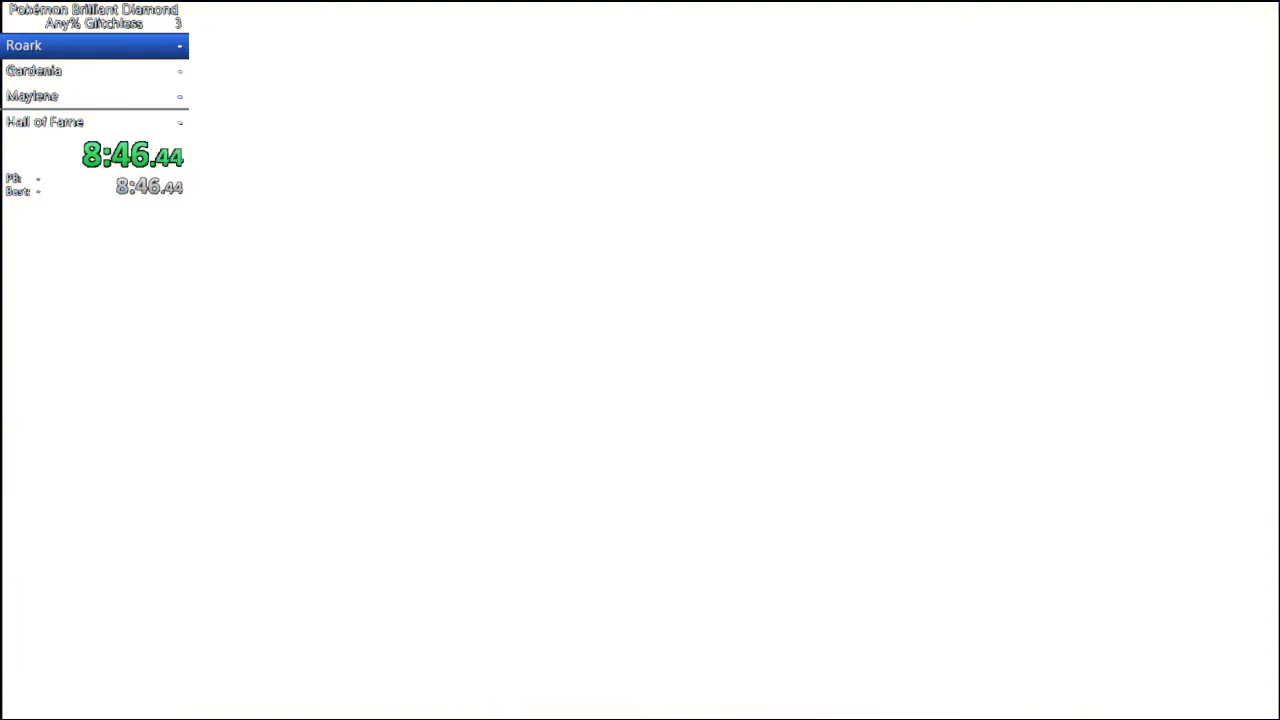 Pokémon Brilliant Diamond
Any% Glitchless 3
Roark -
Gardenia -
Maylene -
Hall of Fame -
8:46.44
PB: - 8:46.44
Best: -